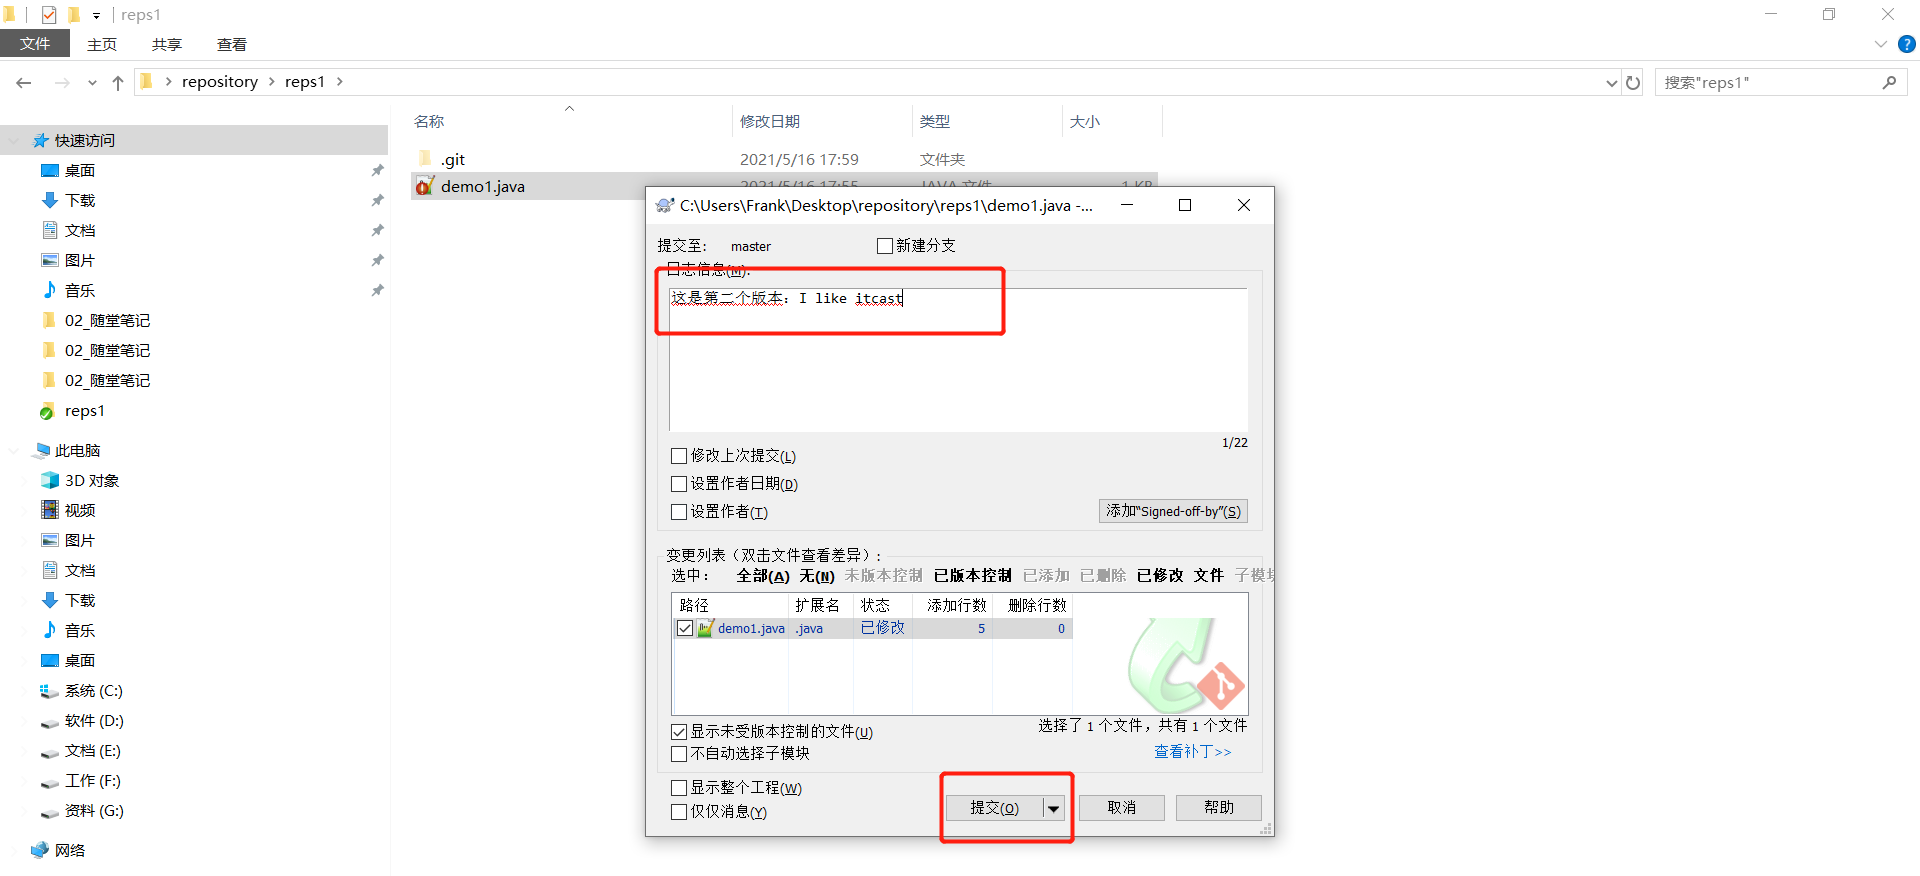 reps1
文件 主页 共享 查看
repository reps1
搜索"reps1"
名称 修改日期 类型 大小
.git 2021/5/16 17:59 文件夹
demo1.java 2021/5/16 17:55 JAVA 文件 1 KB
快速访问
桌面
下载
文档
图片
音乐
02_随堂笔记
02_随堂笔记
02_随堂笔记
reps1
此电脑
3D 对象
视频
图片
文档
下载
音乐
桌面
系统 (C:)
软件 (D:)
文档 (E:)
工作 (F:)
资料 (G:)
网络
C:\Users\Frank\Desktop\repository\reps1\demo1.java -...
提交至: master 新建分支
日志信息(M):
这是第二个版本: I like itcast
1/22
修改上次提交(L)
设置作者日期(D)
设置作者(T)
添加“Signed-off-by”(S)
变更列表（双击文件查看差异）:
选中: 全部(A) 无(N) 未版本控制 已版本控制 已添加 已删除 已修改 文件 子模块
路径 扩展名 状态 添加行数 删除行数
demo1.java .java 已修改 5 0
显示未受版本控制的文件(U)
选择了 1 个文件，共有 1 个文件
不自动选择子模块
查看补丁>>
显示整个工程(W)
仅仅消息(Y)
提交(O) 取消 帮助